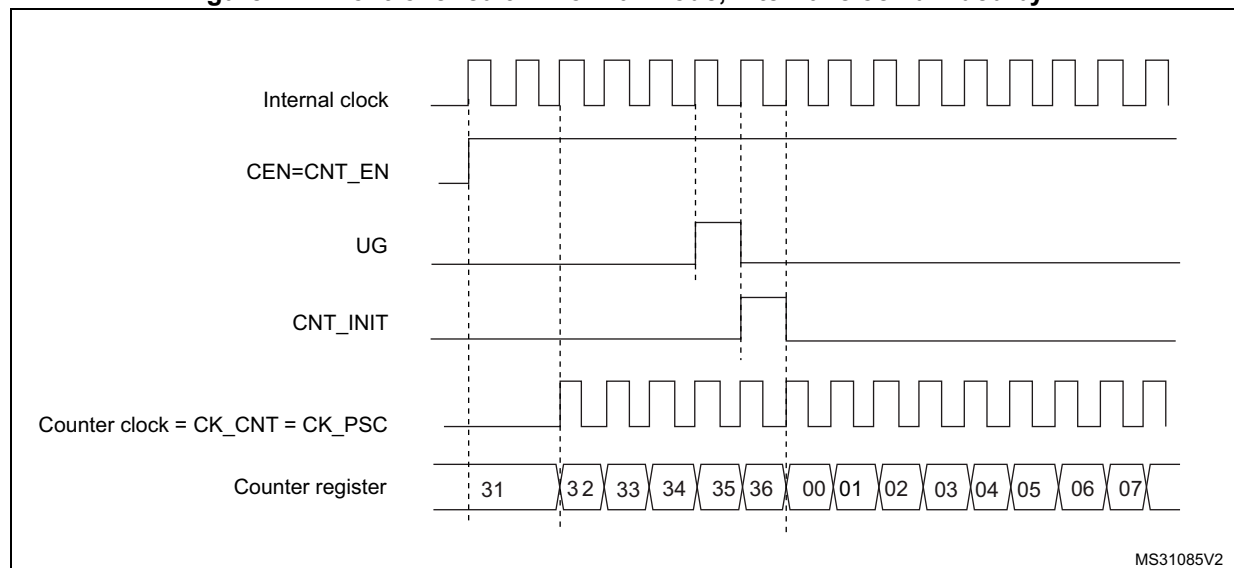 Internal clock
CEN=CNT_EN
UG
CNT_INIT
Counter clock = CK_CNT = CK_PSC
Counter register 31 32 33 34 35 36 00 01 02 03 04 05 06 07
MS31085V2